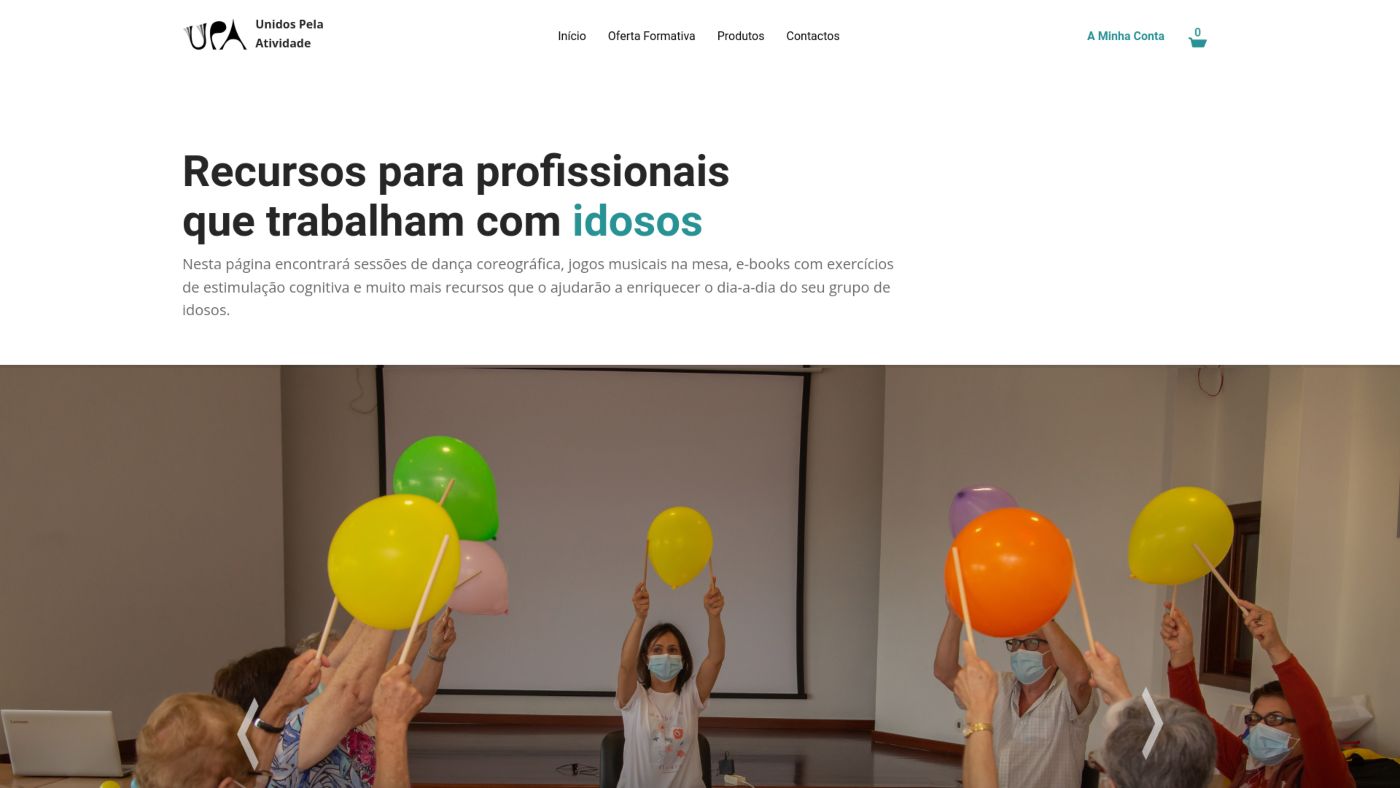 UPA
Unidos Pela
Atividade
Início
Oferta Formativa
Produtos
Contactos
A Minha Conta
0
Recursos para profissionais
que trabalham com idosos
Nesta página encontrará sessões de dança coreográfica, jogos musicais na mesa, e-books com exercícios
de estimulação cognitiva e muito mais recursos que o ajudarão a enriquecer o dia-a-dia do seu grupo de
idosos.